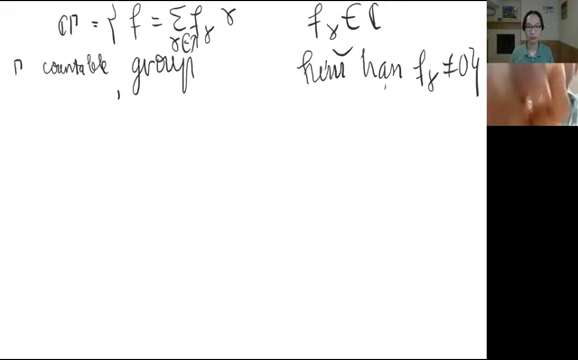 ℂΓ = { f = Σ_{γ∈Γ} f_γ γ   f_γ ∈ ℂ
Γ countable group,   hữu hạn f_γ ≠ 0}